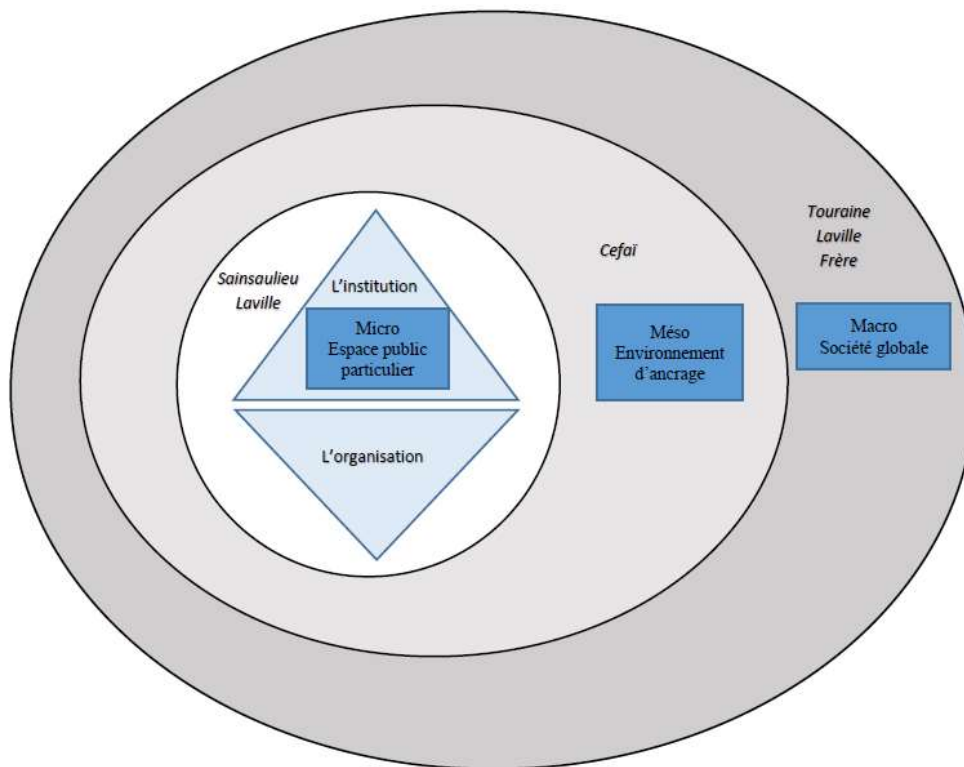 Sainsaulieu
Laville
L'institution
Micro
Espace public
particulier
L'organisation
Cefaï
Méso
Environnement
d'ancrage
Touraine
Laville
Frère
Macro
Société globale